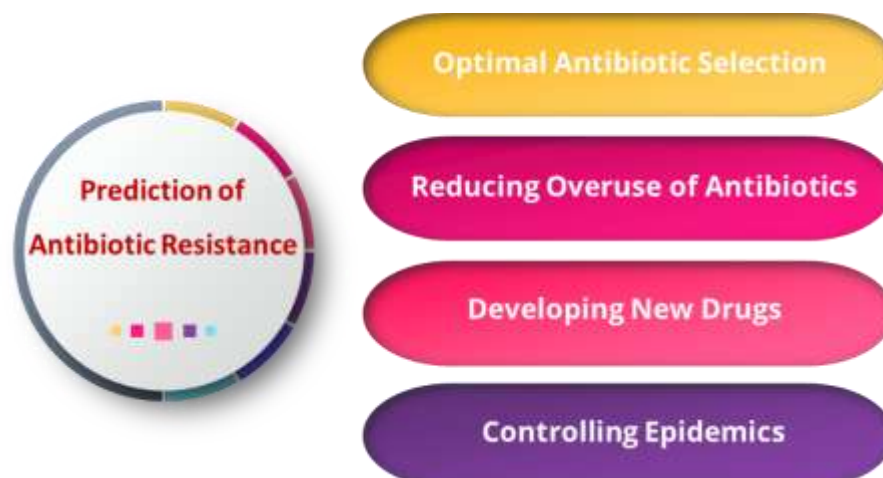 Prediction of
Antibiotic Resistance
Optimal Antibiotic Selection
Reducing Overuse of Antibiotics
Developing New Drugs
Controlling Epidemics